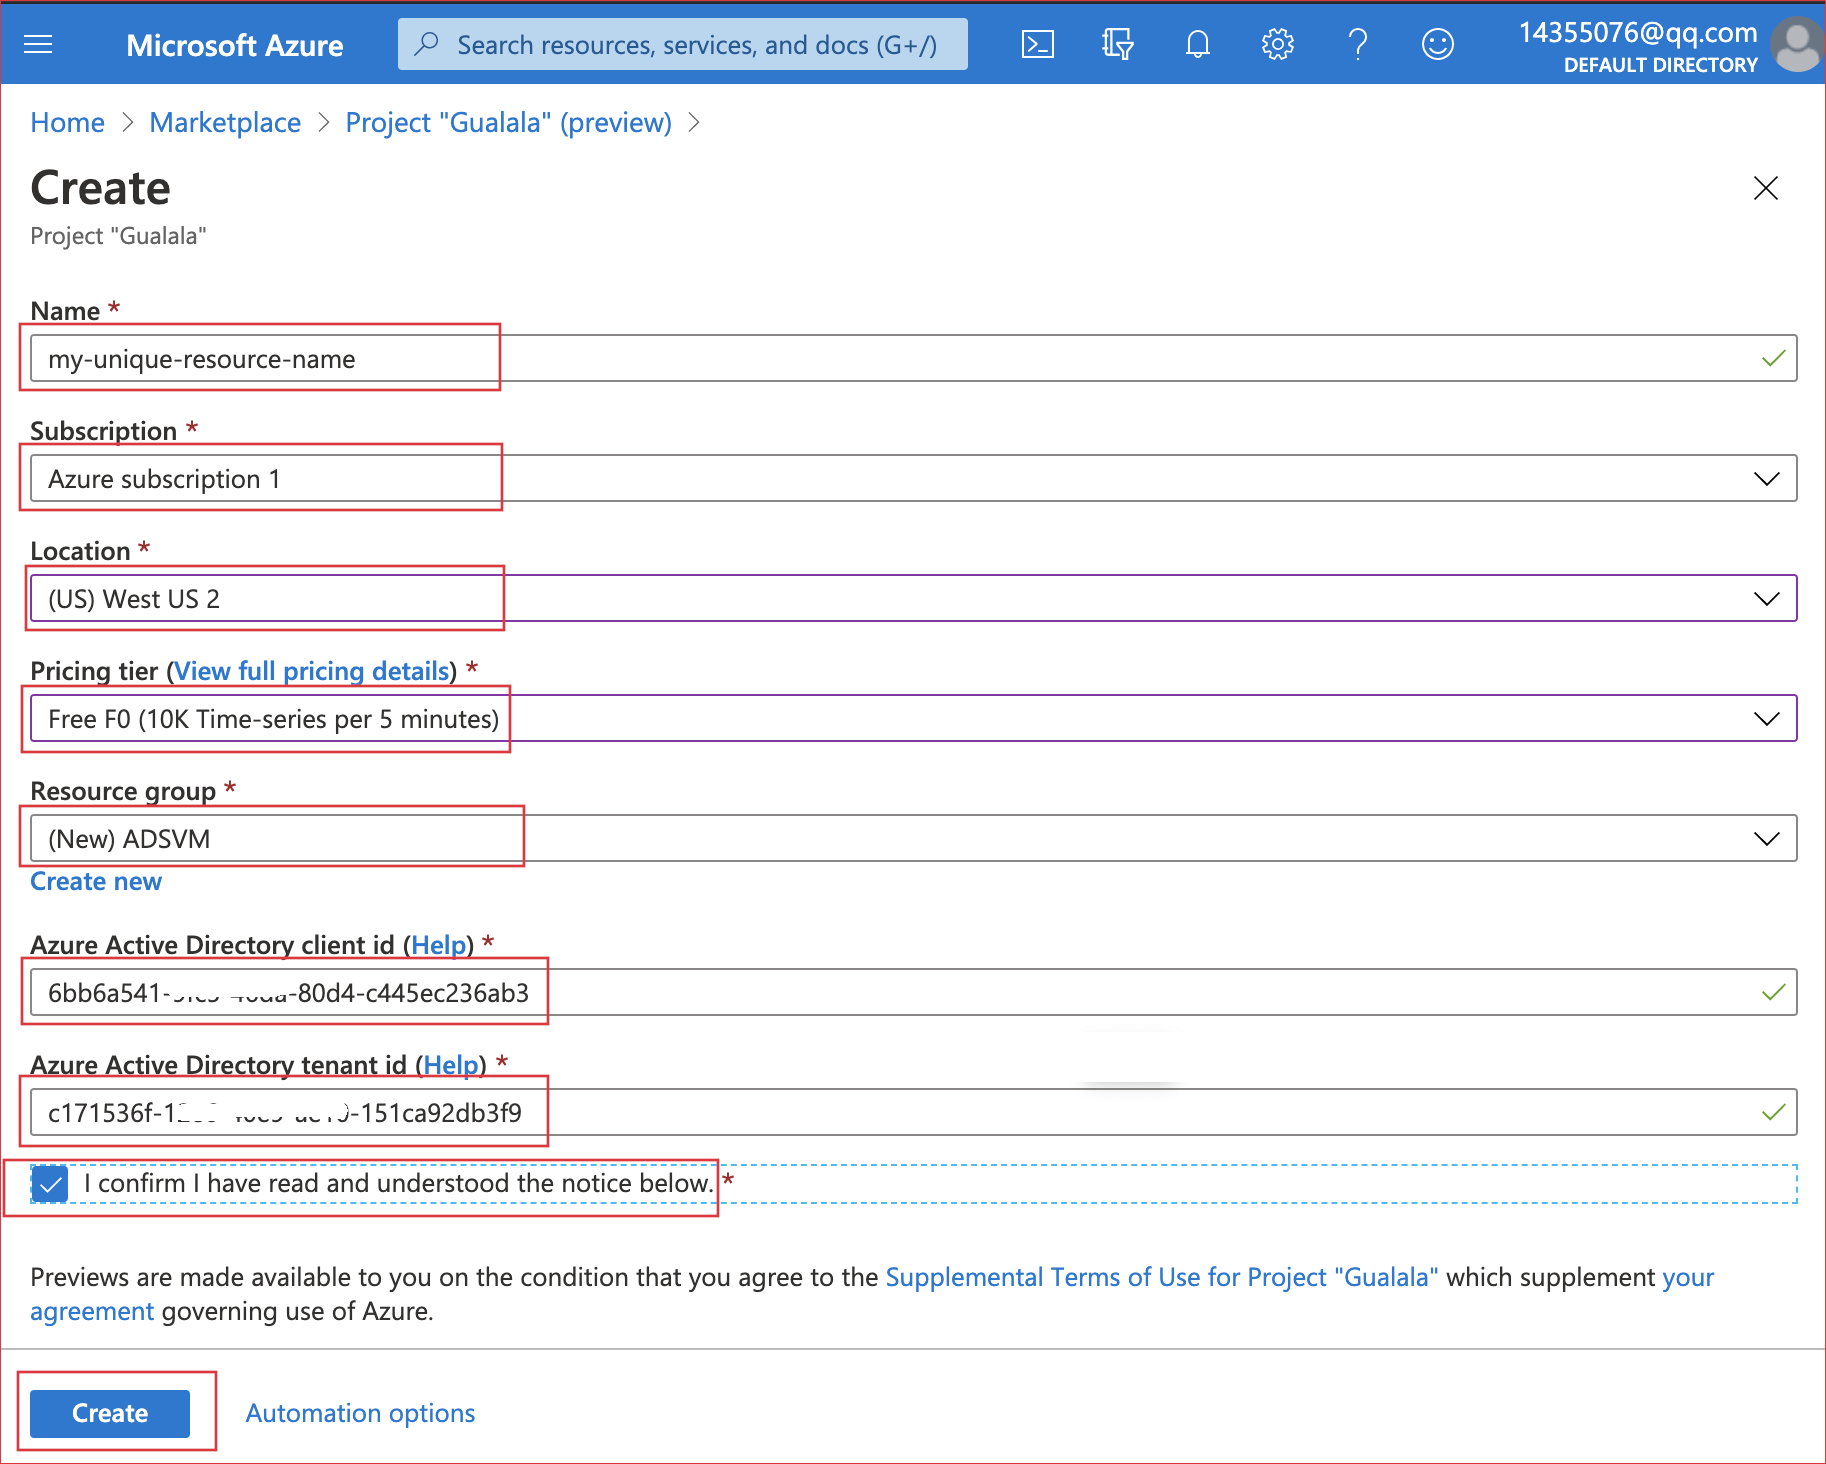 Microsoft Azure
Search resources, services, and docs (G+/)
14355076@qq.com
DEFAULT DIRECTORY
Home > Marketplace > Project "Gualala" (preview) >
Create
Project "Gualala"
Name *
my-unique-resource-name
Subscription *
Azure subscription 1
Location *
(US) West US 2
Pricing tier (View full pricing details) *
Free F0 (10K Time-series per 5 minutes)
Resource group *
(New) ADSVM
Create new
Azure Active Directory client id (Help) *
6bb6a541- -80d4-c445ec236ab3
Azure Active Directory tenant id (Help) *
c171536f-1 -151ca92db3f9
I confirm I have read and understood the notice below. *
Previews are made available to you on the condition that you agree to the Supplemental Terms of Use for Project "Gualala" which supplement your
agreement governing use of Azure.
Create
Automation options